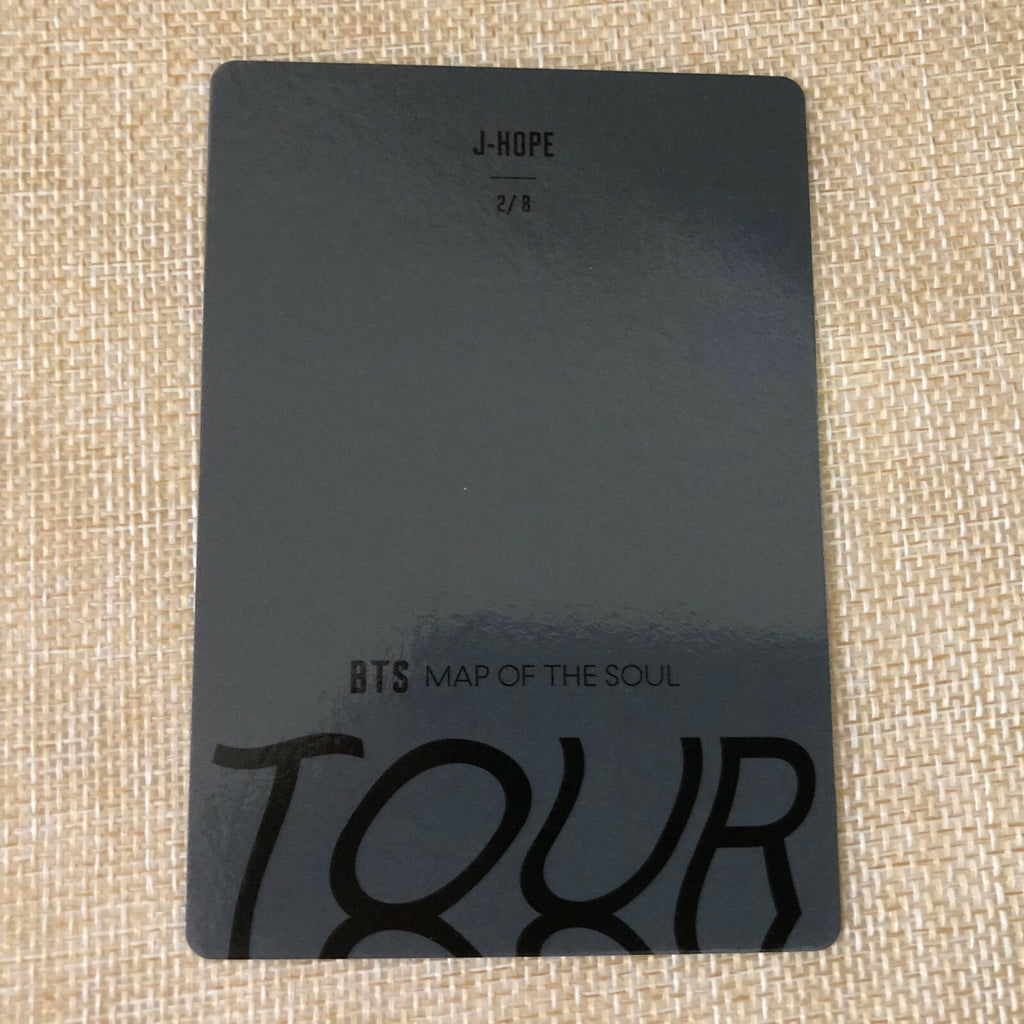 J-HOPE
2/8
BTS MAP OF THE SOUL
TOUR